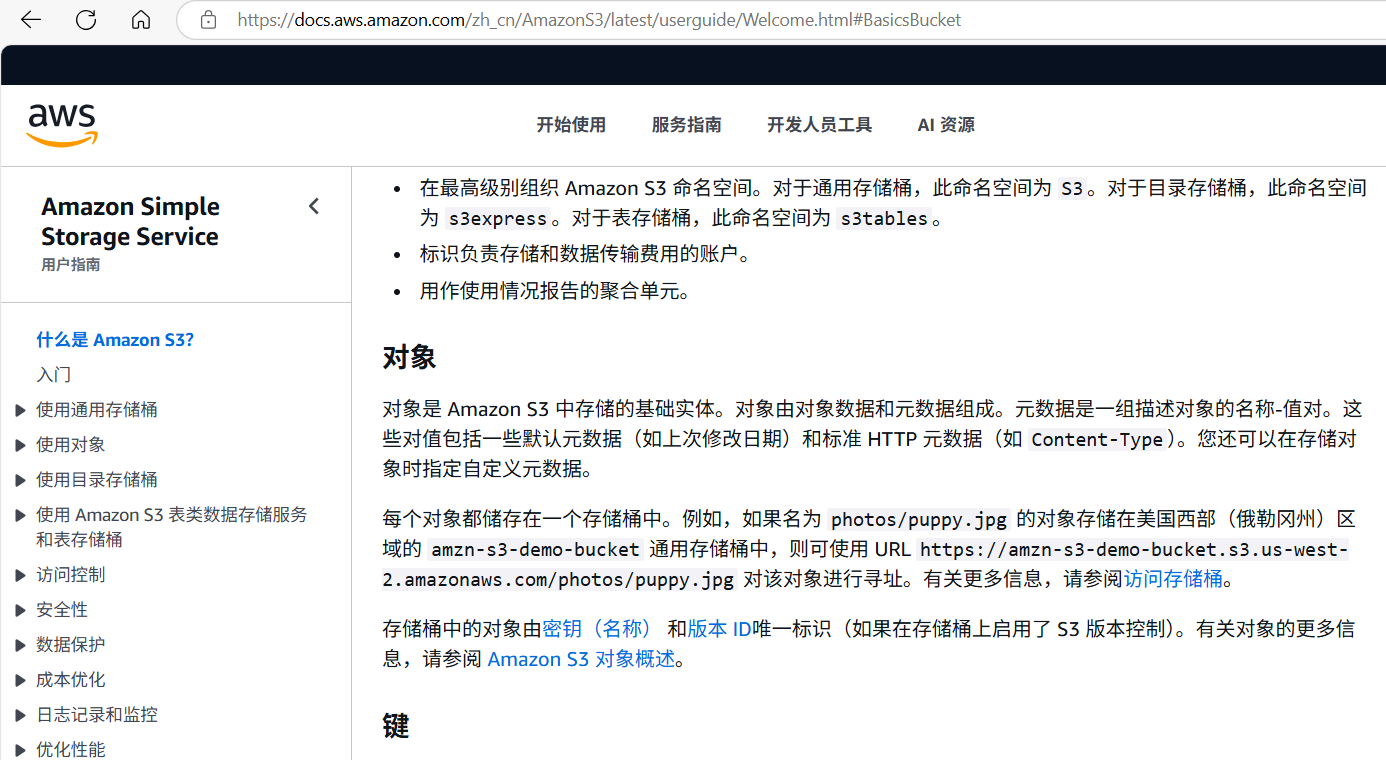 https://docs.aws.amazon.com/zh_cn/AmazonS3/latest/userguide/Welcome.html#BasicsBucket
aws
开始使用
服务指南
开发人员工具
AI 资源
Amazon Simple
Storage Service
用户指南
什么是 Amazon S3?
入门
使用通用存储桶
使用对象
使用目录存储桶
使用 Amazon S3 表类数据存储服务
和表存储桶
访问控制
安全性
数据保护
成本优化
日志记录和监控
优化性能
• 在最高级别组织 Amazon S3 命名空间。对于通用存储桶，此命名空间为 S3。对于目录存储桶，此命名空间
为 s3express。对于表存储桶，此命名空间为 s3tables。
• 标识负责存储和数据传输费用的账户。
• 用作使用情况报告的聚合单元。
对象
对象是 Amazon S3 中存储的基础实体。对象由对象数据和元数据组成。元数据是一组描述对象的名称-值对。这
些对值包括一些默认元数据（如上次修改日期）和标准 HTTP 元数据（如 Content-Type）。您还可以在存储对
象时指定自定义元数据。
每个对象都储存在一个存储桶中。例如，如果名为 photos/puppy.jpg 的对象存储在美国西部（俄勒冈州）区
域的 amzn-s3-demo-bucket 通用存储桶中，则可使用 URL https://amzn-s3-demo-bucket.s3.us-west-
2.amazonaws.com/photos/puppy.jpg 对该对象进行寻址。有关更多信息，请参阅访问存储桶。
存储桶中的对象由密钥（名称） 和版本 ID唯一标识（如果在存储桶上启用了 S3 版本控制）。有关对象的更多信
息，请参阅 Amazon S3 对象概述。
键